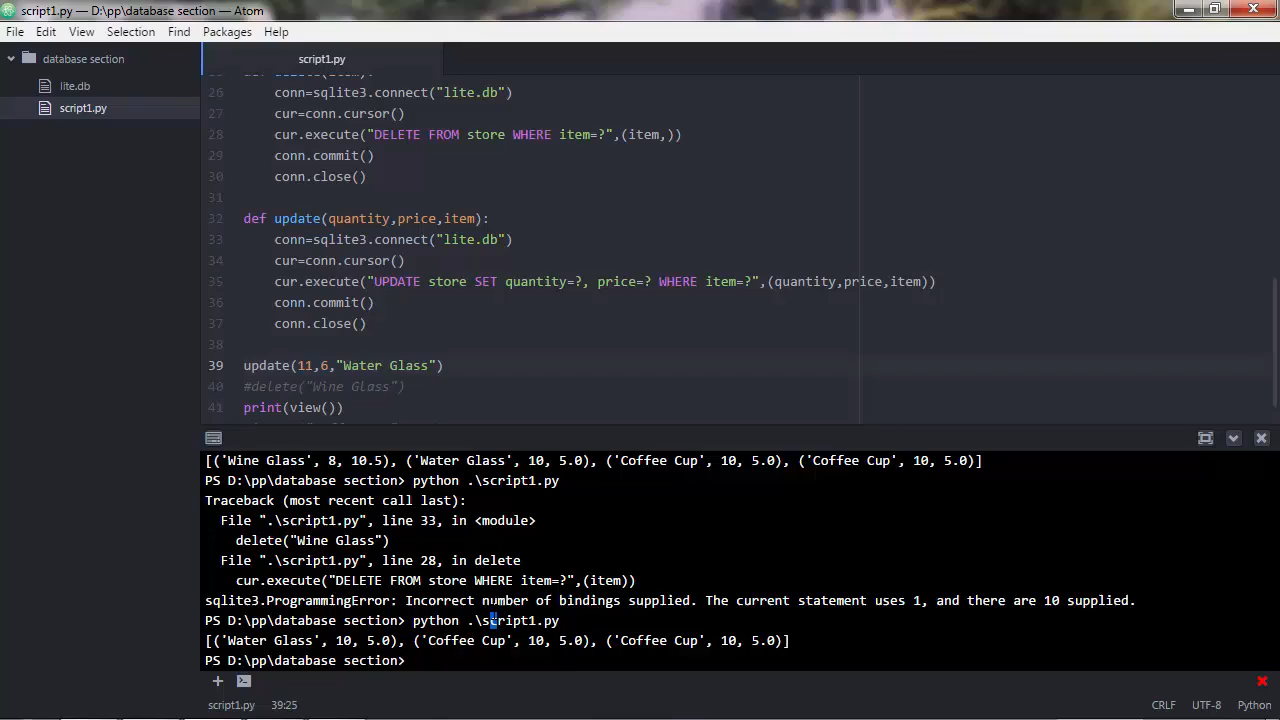 script1.py — D:\pp\database section — Atom
File Edit View Selection Find Packages Help
database section
lite.db
script1.py
script1.py
26 conn=sqlite3.connect("lite.db")
27 cur=conn.cursor()
28 cur.execute("DELETE FROM store WHERE item=?",(item,))
29 conn.commit()
30 conn.close()
31
32 def update(quantity,price,item):
33 conn=sqlite3.connect("lite.db")
34 cur=conn.cursor()
35 cur.execute("UPDATE store SET quantity=?, price=? WHERE item=?",(quantity,price,item))
36 conn.commit()
37 conn.close()
38
39 update(11,6,"Water Glass")
40 #delete("Wine Glass")
41 print(view())
[('Wine Glass', 8, 10.5), ('Water Glass', 10, 5.0), ('Coffee Cup', 10, 5.0), ('Coffee Cup', 10, 5.0)]
PS D:\pp\database section> python .\script1.py
Traceback (most recent call last):
File ".\script1.py", line 33, in <module>
delete("Wine Glass")
File ".\script1.py", line 28, in delete
cur.execute("DELETE FROM store WHERE item=?",(item))
sqlite3.ProgrammingError: Incorrect number of bindings supplied. The current statement uses 1, and there are 10 supplied.
PS D:\pp\database section> python .\script1.py
[('Water Glass', 10, 5.0), ('Coffee Cup', 10, 5.0), ('Coffee Cup', 10, 5.0)]
PS D:\pp\database section>
script1.py 39:25 CRLF UTF-8 Python